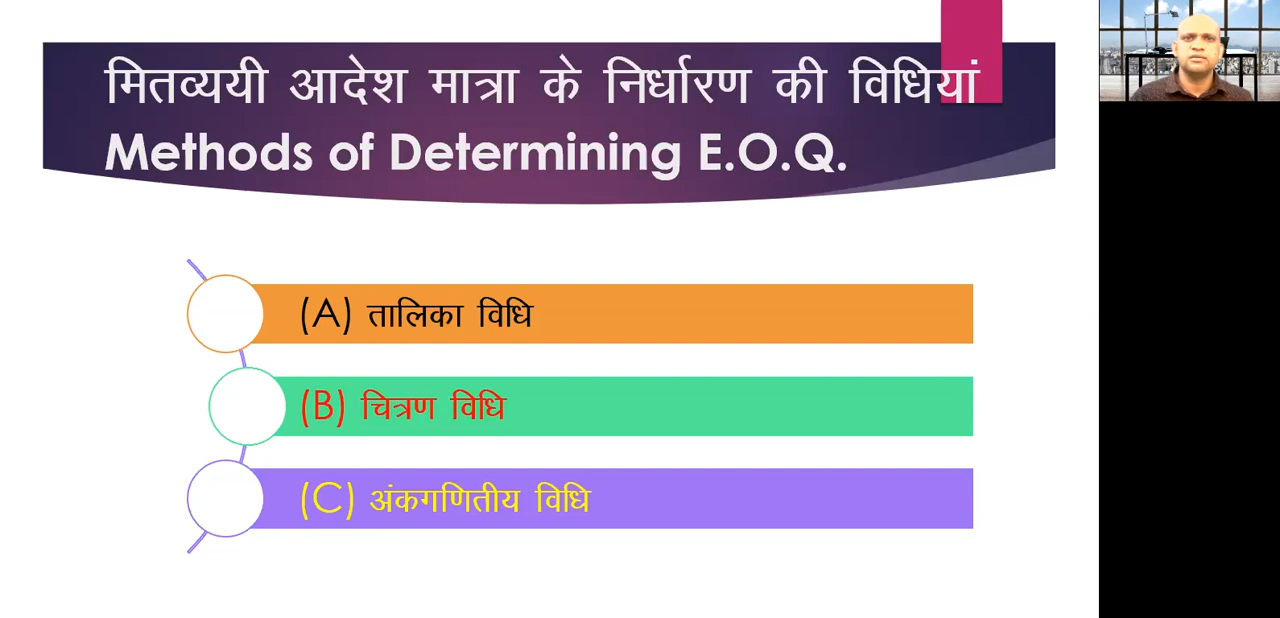 मितव्ययी आदेश मात्रा के निर्धारण की विधियां
Methods of Determining E.O.Q.
(A) तालिका विधि
(B) चित्रण विधि
(C) अंकगणितीय विधि